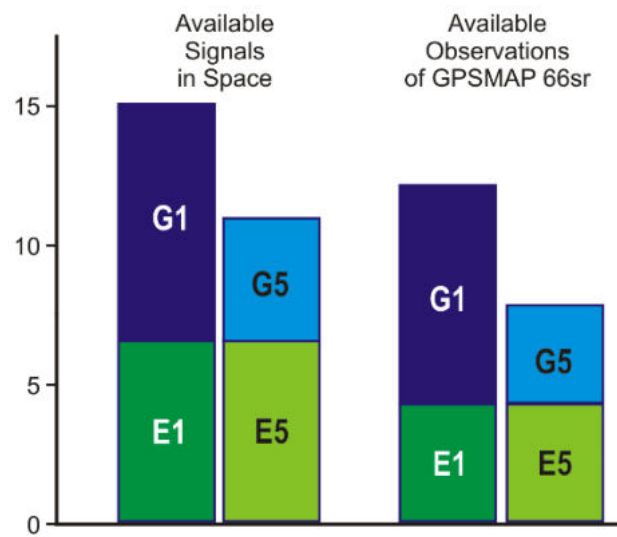 Available
Signals
in Space
Available
Observations
of GPSMAP 66sr
15
10
5
0
G1
G5
E1
E5
G1
G5
E1
E5